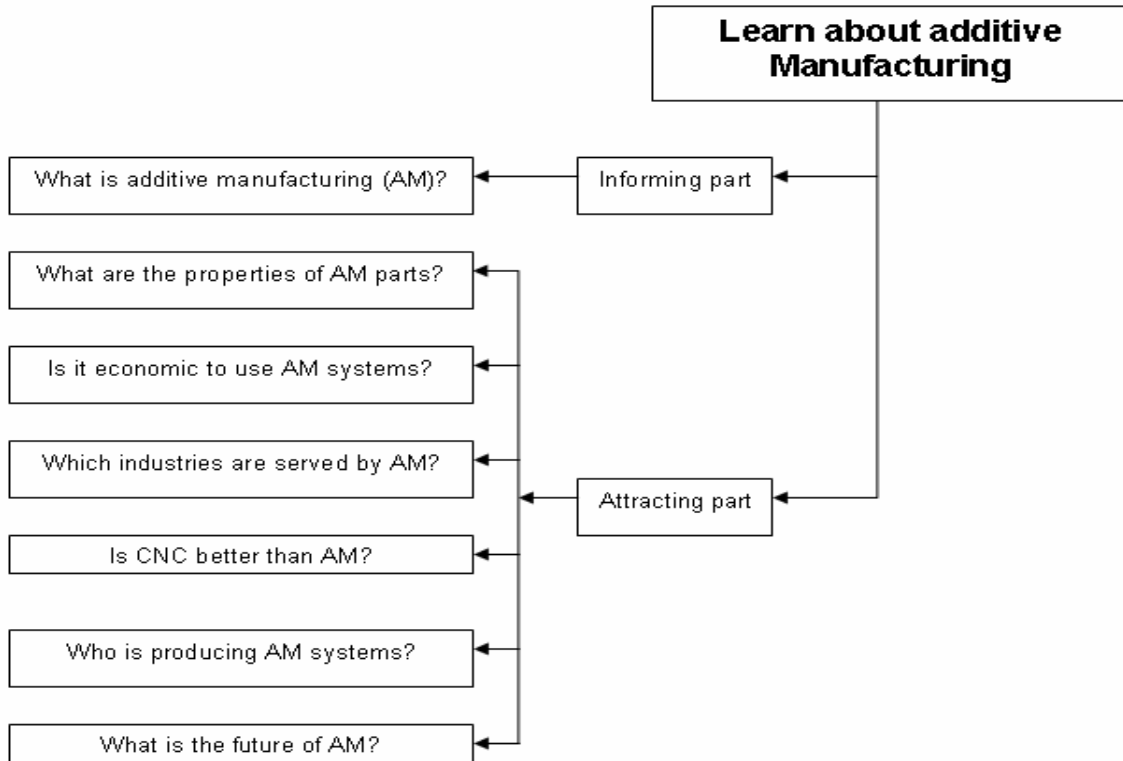 Learn about additive
Manufacturing
What is additive manufacturing (AM)?
Informing part
What are the properties of AM parts?
Is it economic to use AM systems?
Which industries are served by AM?
Attracting part
Is CNC better than AM?
Who is producing AM systems?
What is the future of AM?